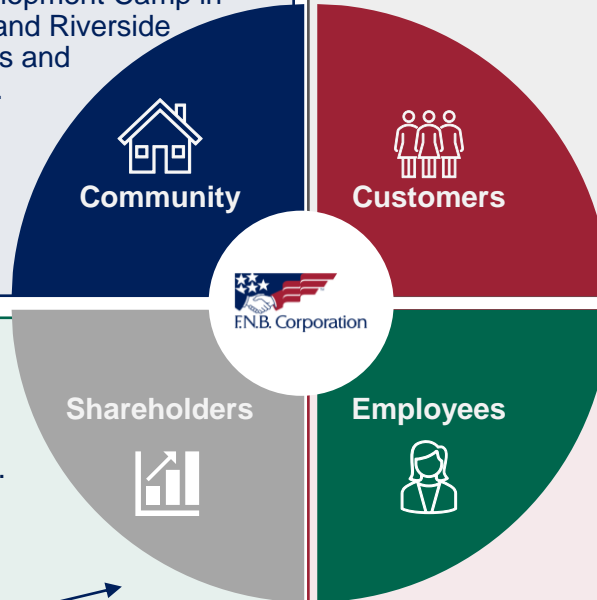 and Riverside
s and
Community
Customers
F.N.B. Corporation
Shareholders
Employees